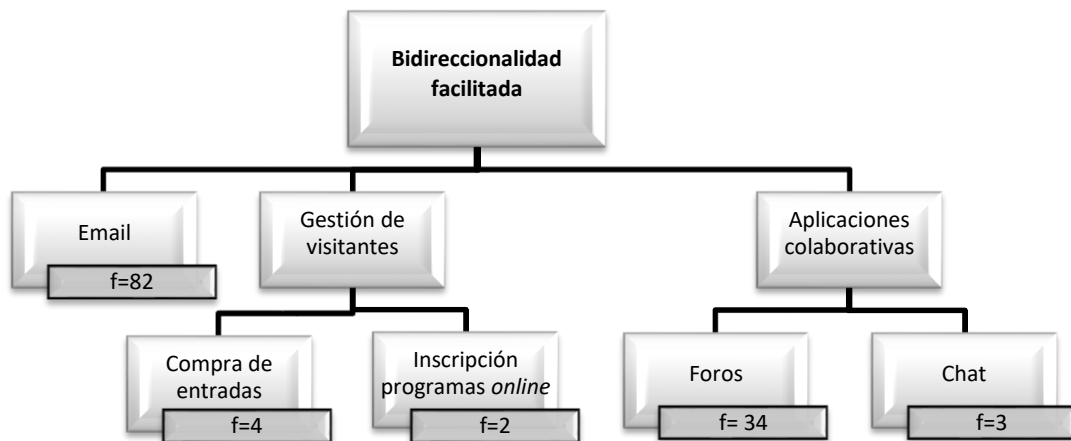 Bidireccionalidad
facilitada
Email
f=82
Gestión de
visitantes
Aplicaciones
colaborativas
Compra de
entradas
f=4
Inscripción
programas online
f=2
Foros
f= 34
Chat
f=3